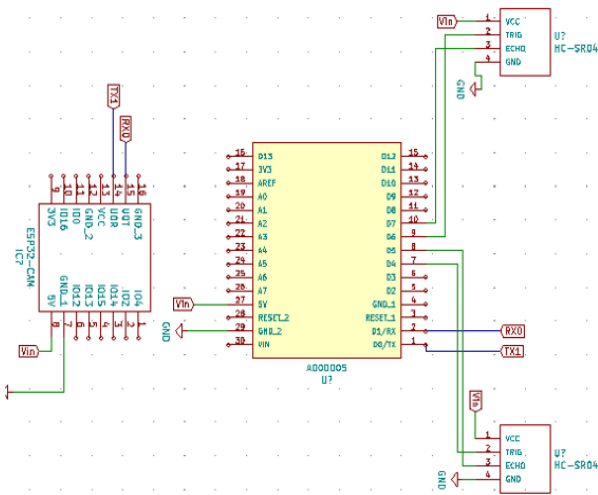 Vin
1 VCC
2 TRIG
3 ECHO
4 GND
U?
HC-SR04
GND
TX1
RX0
9 10 11 12 13 14 15 16
3V3 IO16 IO0 GND_2 VCC UOR UOT GND_3
ESP32-CAM
IC?
5V GND_1 IO12 IO13 IO15 IO14 IO2 IO4
8 7 6 5 4 3 2 1
Vin
16 D13 D12 15
17 3V3 D11 14
18 AREF D10 13
19 A0 D9 12
20 A1 D8 11
21 A2 D7 10
22 A3 D6 9
23 A4 D5 8
24 A5 D4 7
25 A6 D3 6
26 A7 D2 5
Vin 27 5V GND_1 4
28 RESET_2 RESET_1 3
GND 29 GND_2 D1/RX 2 RX0
30 VIN D0/TX 1 TX1
A000005
U?
Vin
1 VCC
2 TRIG
3 ECHO
4 GND
U?
HC-SR04
GND